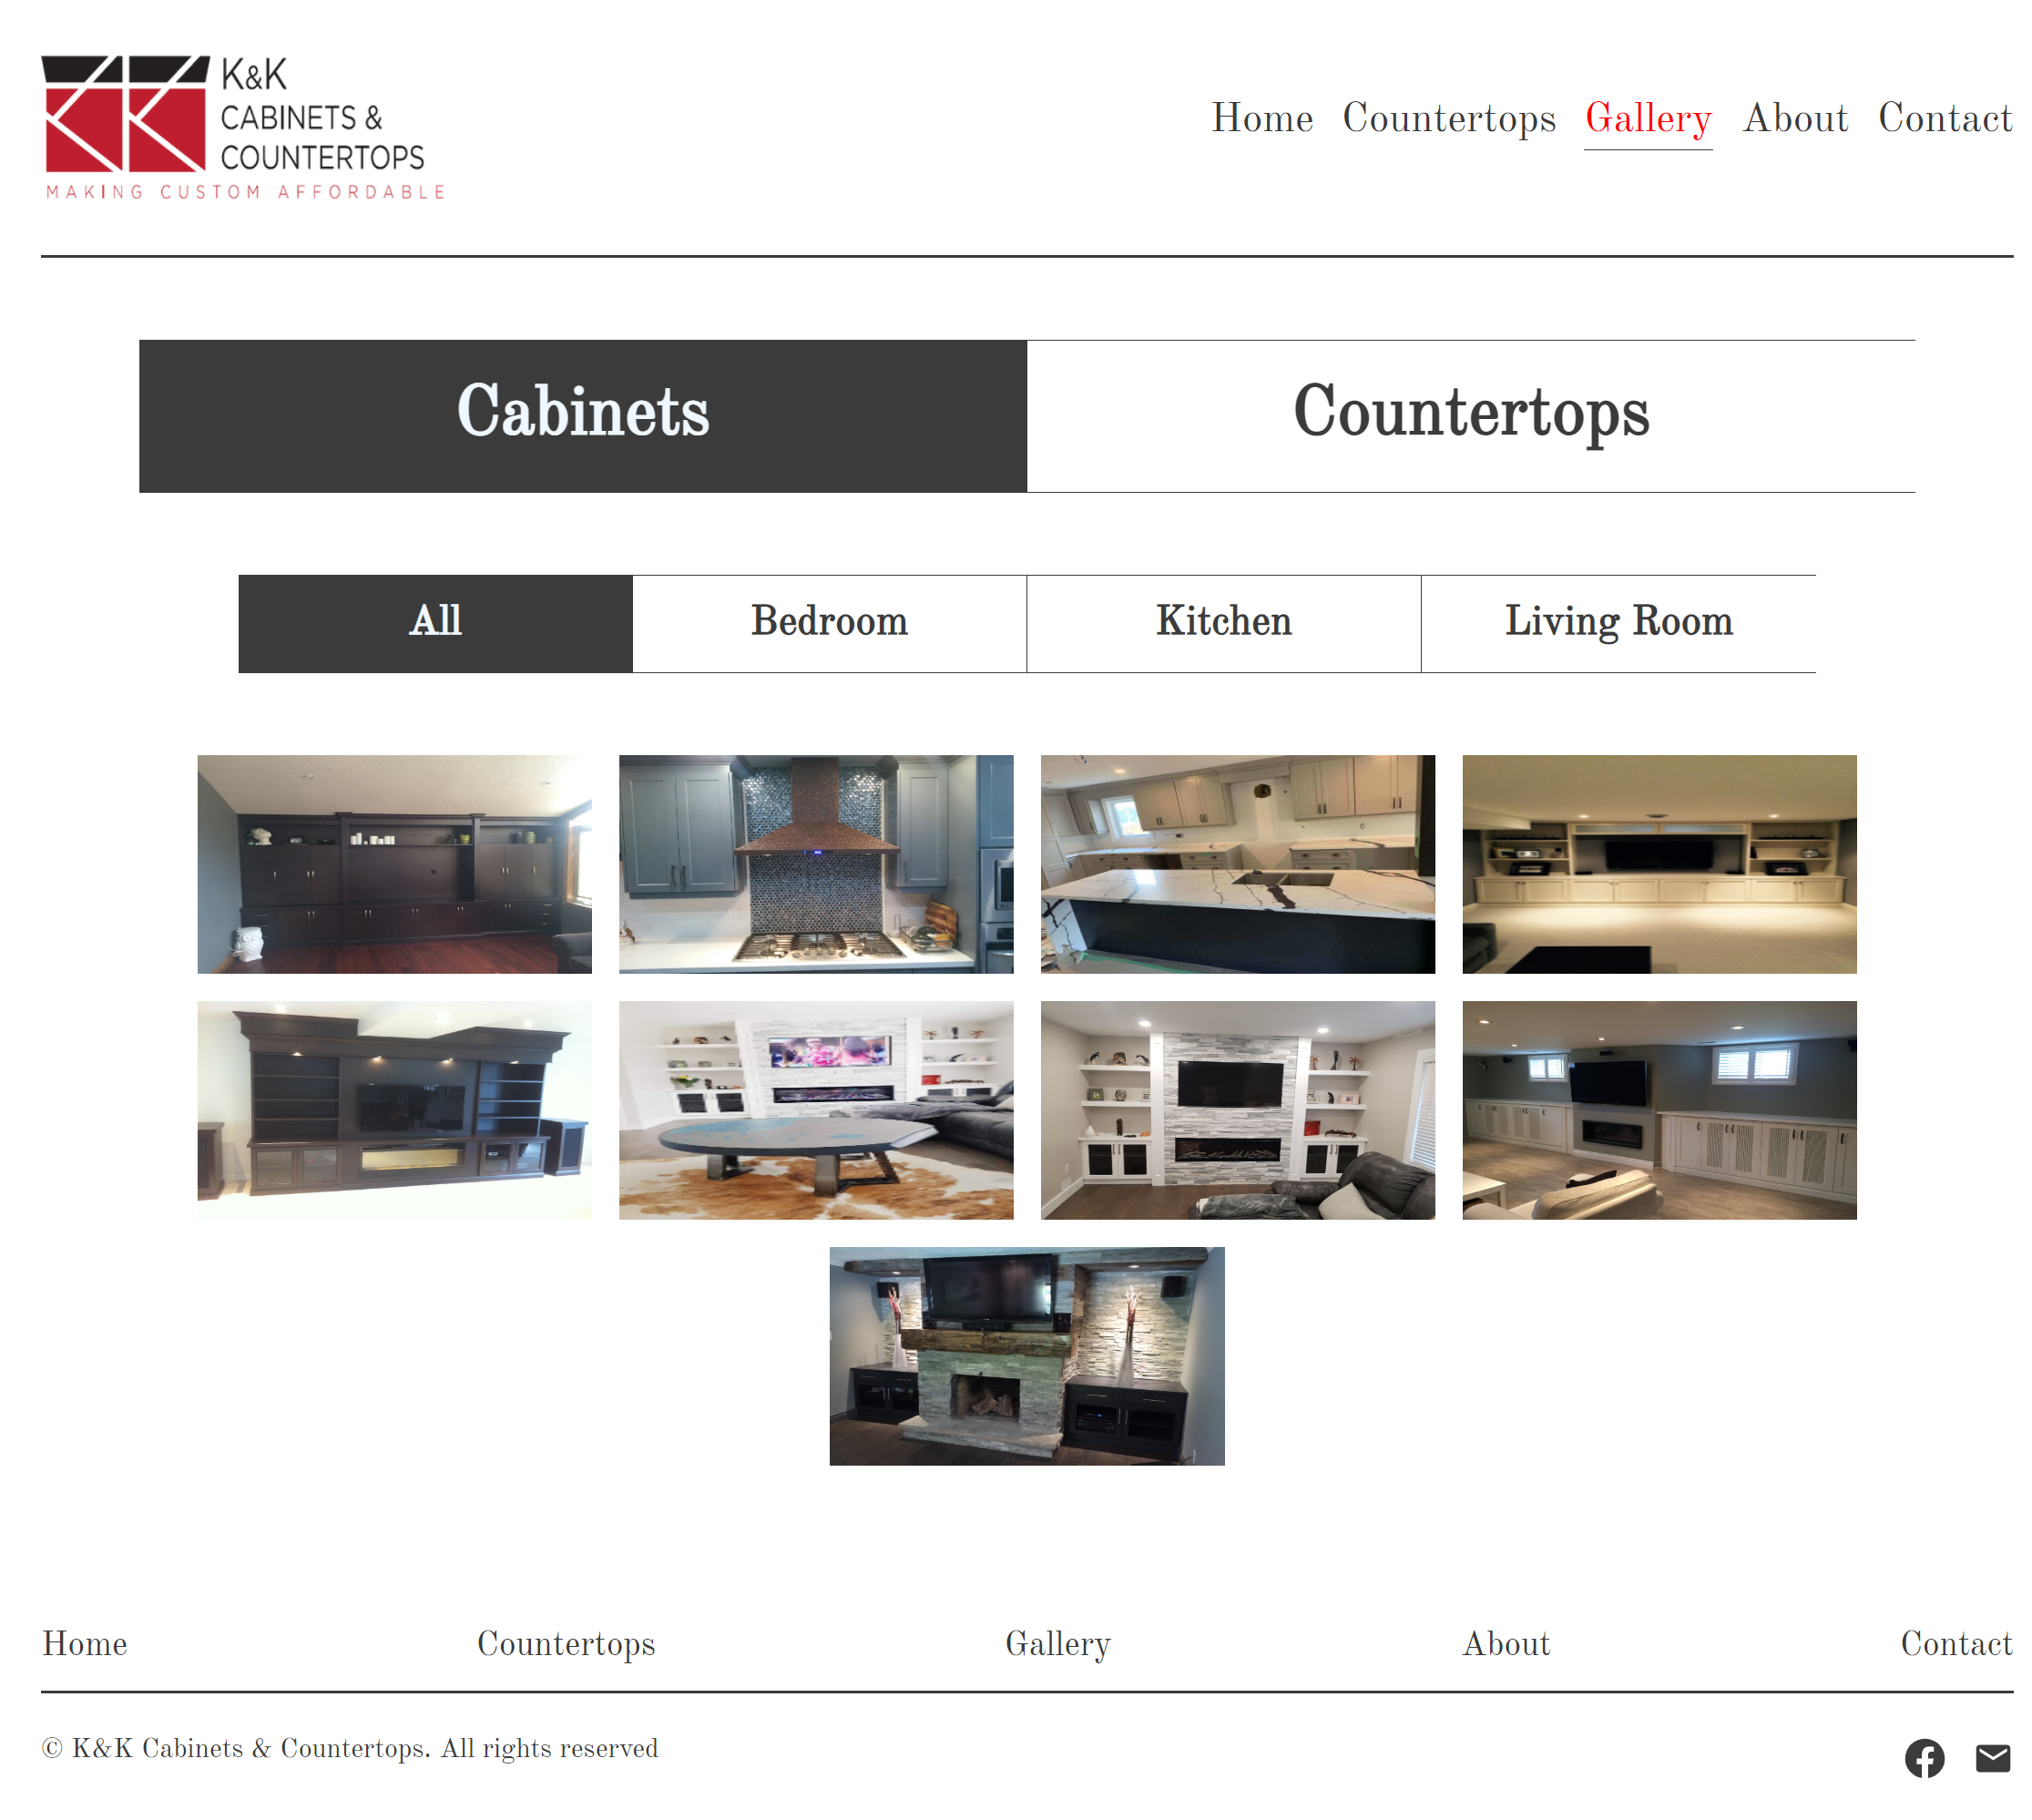 K&K
CABINETS &
COUNTERTOPS
MAKING CUSTOM AFFORDABLE
Home Countertops Gallery About Contact
Cabinets Countertops
All Bedroom Kitchen Living Room
Home Countertops Gallery About Contact
© K&K Cabinets & Countertops. All rights reserved